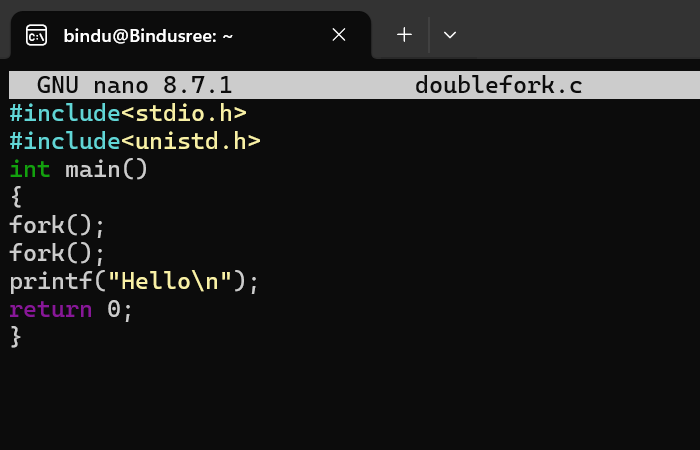 bindu@Bindusree: ~
GNU nano 8.7.1 doublefork.c
#include<stdio.h>
#include<unistd.h>
int main()
{
fork();
fork();
printf("Hello\n");
return 0;
}